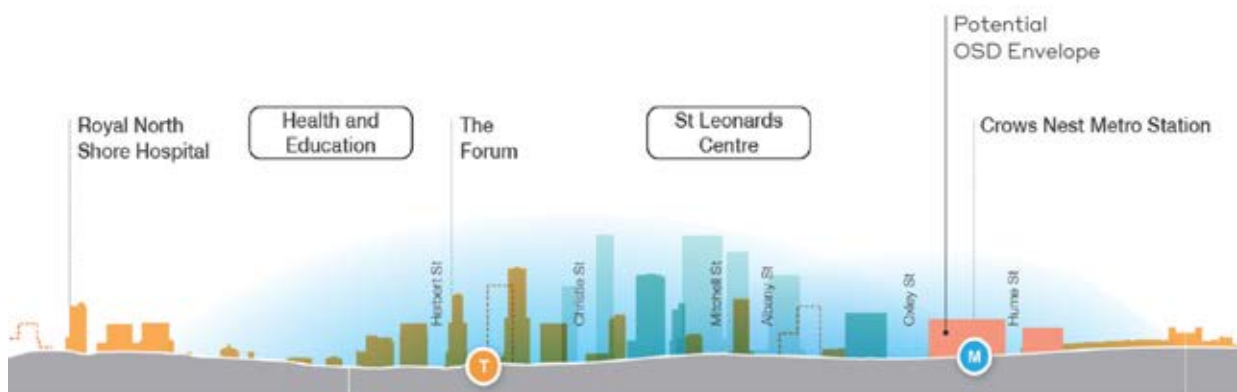 Potential
OSD Envelope
Royal North
Shore Hospital
Health and
Education
The
Forum
St Leonards
Centre
Crows Nest Metro Station
Herbert St
Christie St
Mitchell St
Albany St
Oxley St
Hume St
T
M